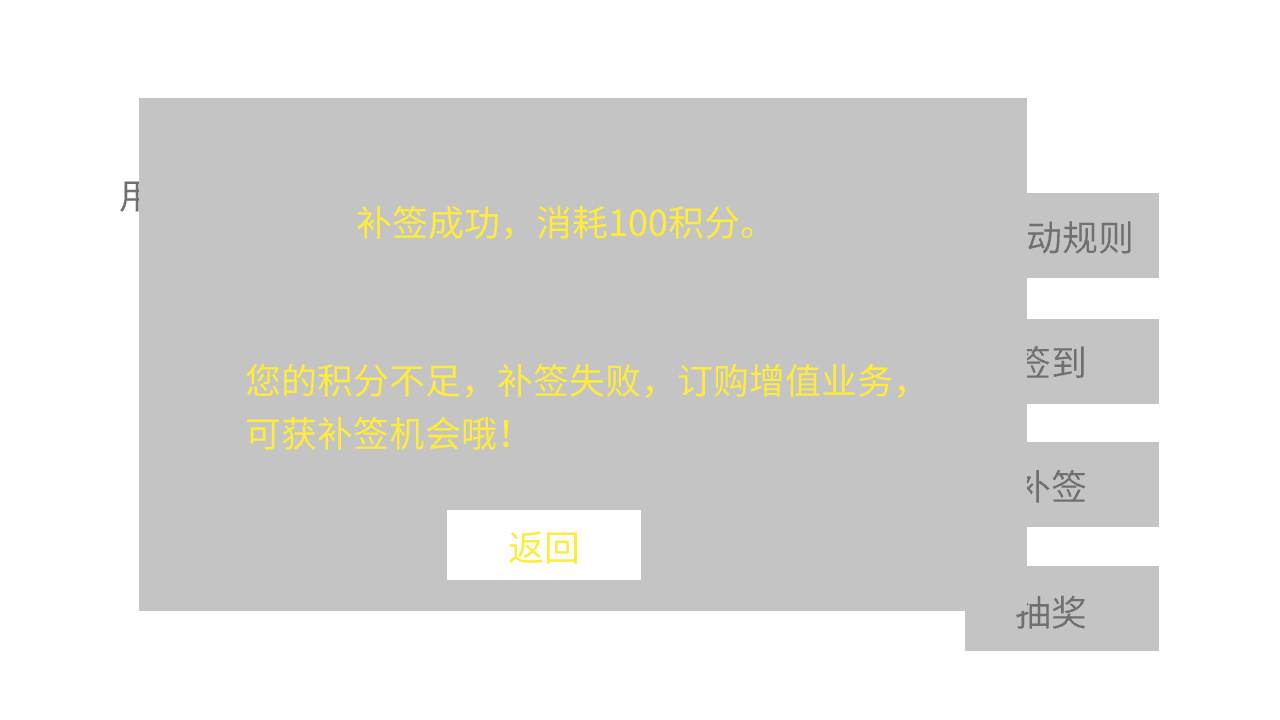 补签成功，消耗100积分。
动规则
签到
您的积分不足，补签失败，订购增值业务，
可获补签机会哦！
补签
返回
抽奖